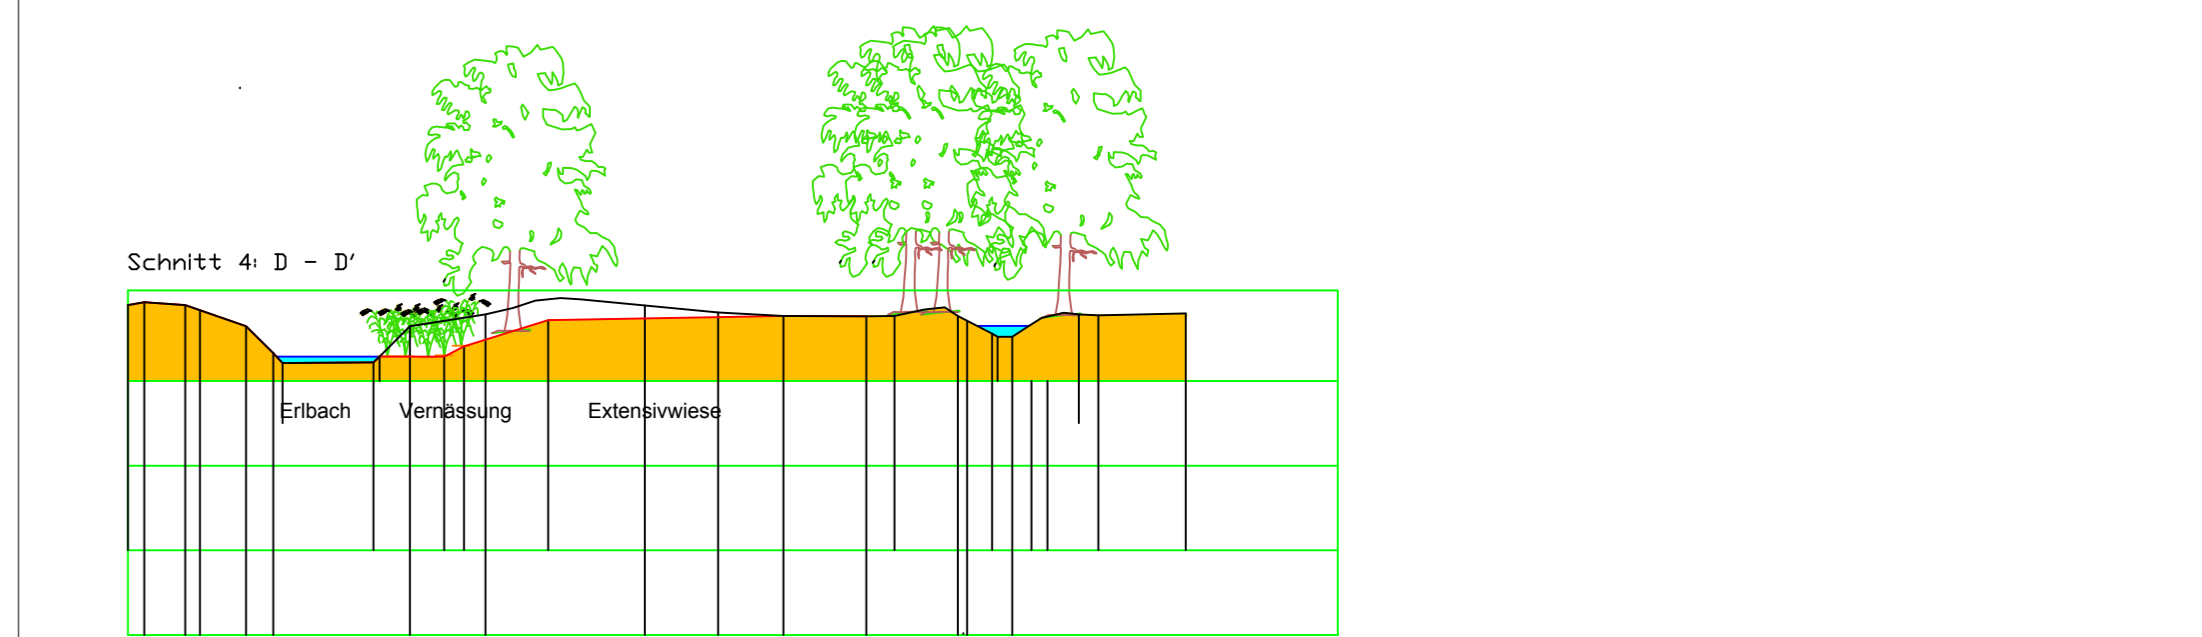 Schnitt 4: D - D'
Erlbach Vernässung Extensivwiese